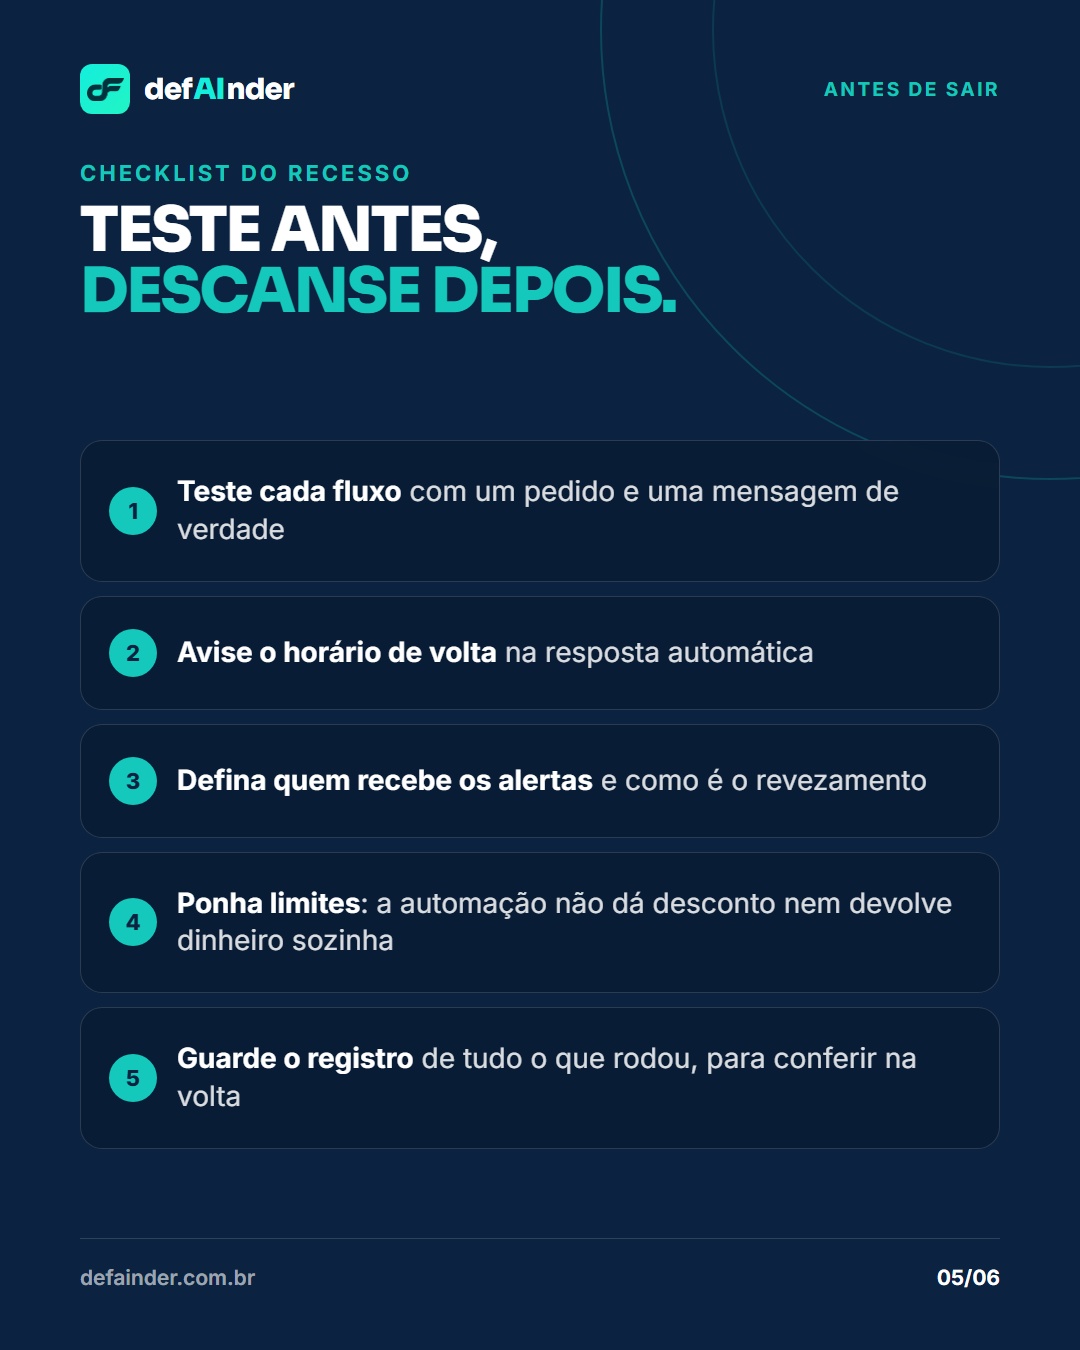 defAInder
ANTES DE SAIR
CHECKLIST DO RECESSO
TESTE ANTES,
DESCANSE DEPOIS.
1
Teste cada fluxo com um pedido e uma mensagem de
verdade
2
Avise o horário de volta na resposta automática
3
Defina quem recebe os alertas e como é o revezamento
4
Ponha limites: a automação não dá desconto nem devolve
dinheiro sozinha
5
Guarde o registro de tudo o que rodou, para conferir na
volta
defainder.com.br
05/06